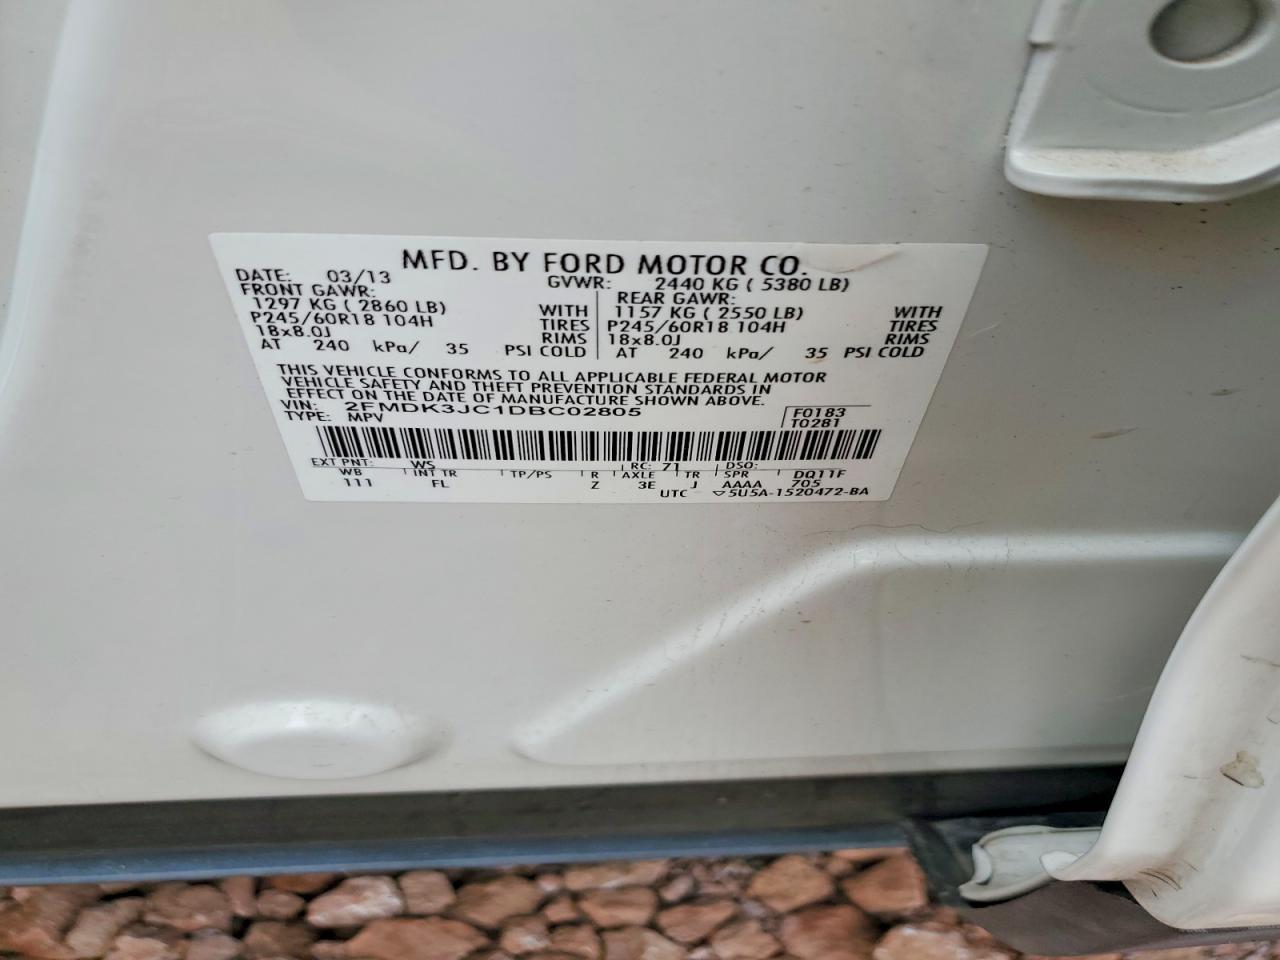 MFD. BY FORD MOTOR CO.
DATE: 03/13 GVWR: 2440 KG ( 5380 LB)
FRONT GAWR: REAR GAWR:
1297 KG ( 2860 LB) WITH 1157 KG ( 2550 LB) WITH
P245/60R18 104H TIRES P245/60R18 104H TIRES
18x8.0J RIMS 18x8.0J RIMS
AT 240 kPa/ 35 PSI COLD AT 240 kPa/ 35 PSI COLD
THIS VEHICLE CONFORMS TO ALL APPLICABLE FEDERAL MOTOR
VEHICLE SAFETY AND THEFT PREVENTION STANDARDS IN
EFFECT ON THE DATE OF MANUFACTURE SHOWN ABOVE.
VIN: 2FMDK3JC1DBC02805 F0183
TYPE: MPV T0281
EXT PNT: WS RC: 71 DSO:
WB INT TR TP/PS R AXLE TR SPR DQ11F
111 FL Z 3E J AAAA 705
UTC ▽5U5A-1520472-BA